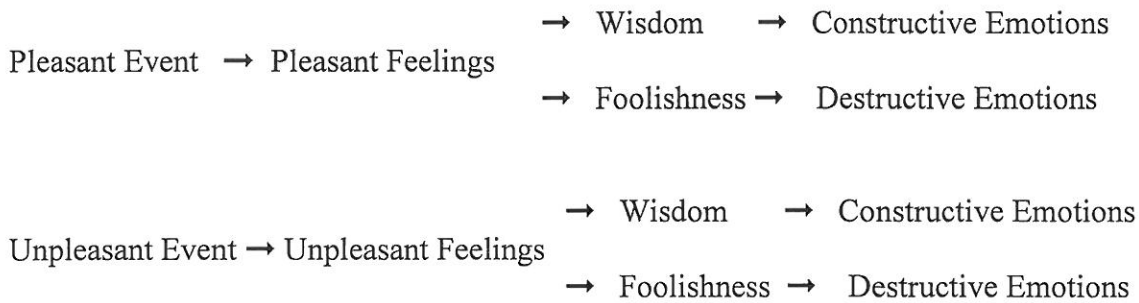 → Wisdom → Constructive Emotions
Pleasant Event → Pleasant Feelings
→ Foolishness → Destructive Emotions
→ Wisdom → Constructive Emotions
Unpleasant Event → Unpleasant Feelings
→ Foolishness → Destructive Emotions